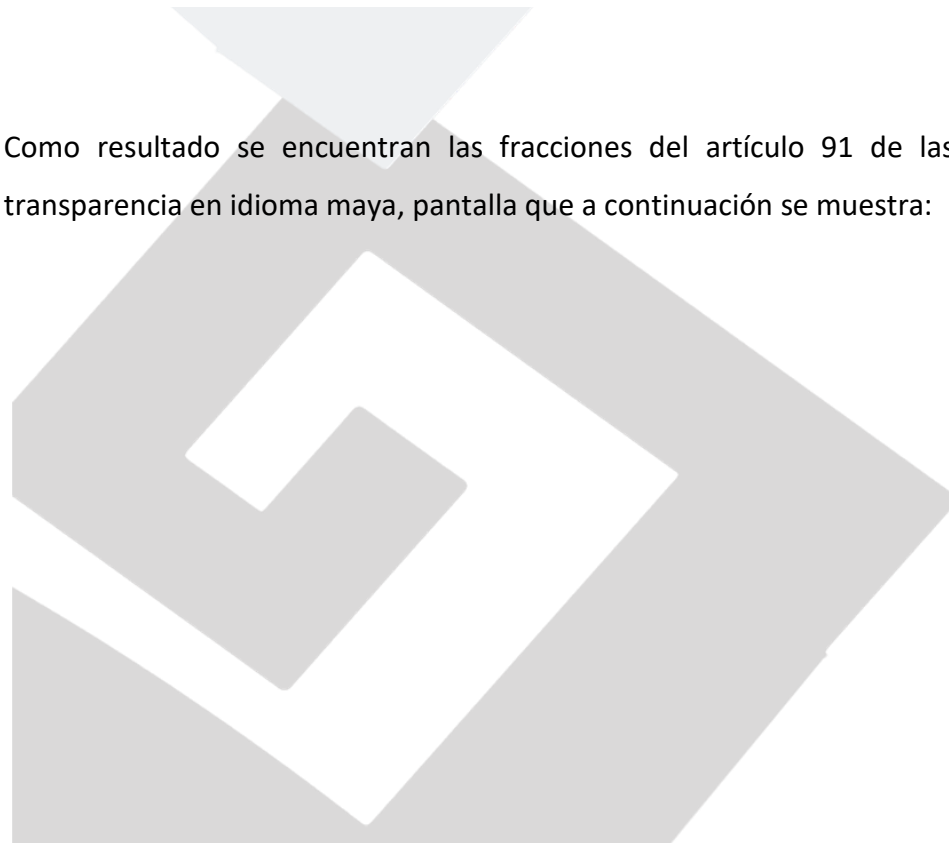 Como resultado se encuentran las fracciones del artículo 91 de las
transparencia en idioma maya, pantalla que a continuación se muestra: